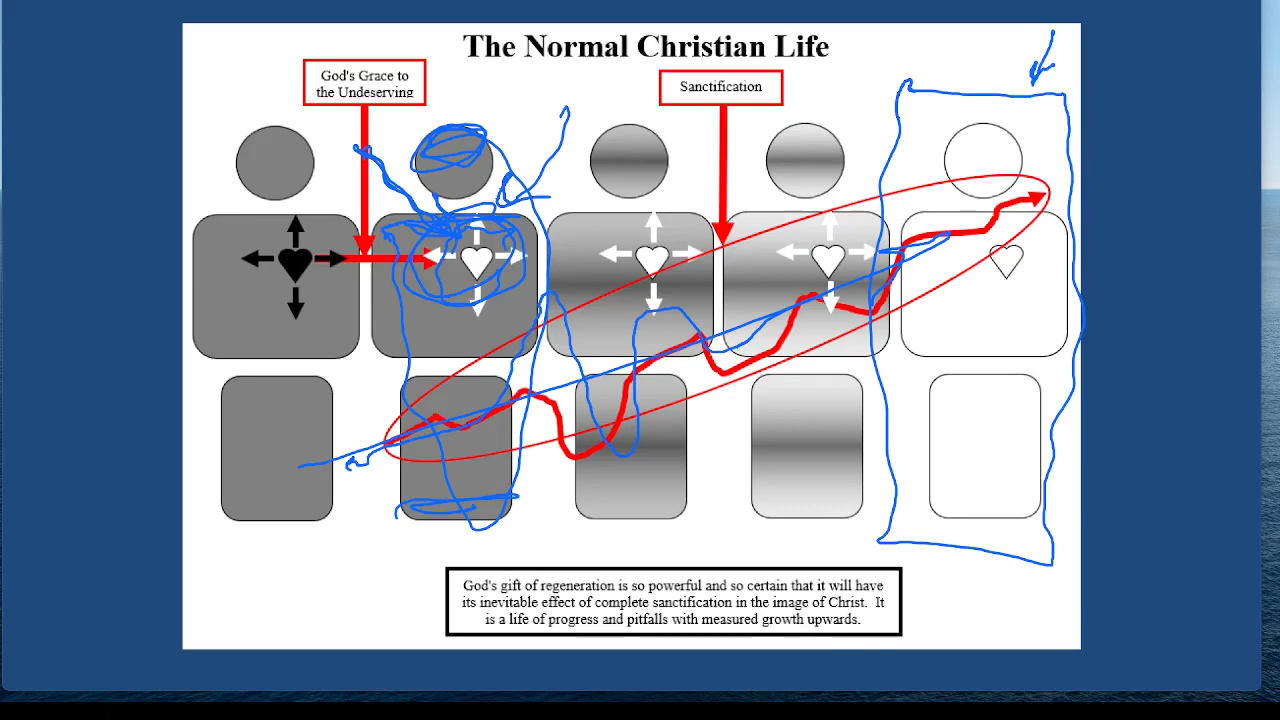 The Normal Christian Life
God's Grace to
the Undeserving
Sanctification
God's gift of regeneration is so powerful and so certain that it will have
its inevitable effect of complete sanctification in the image of Christ. It
is a life of progress and pitfalls with measured growth upwards.